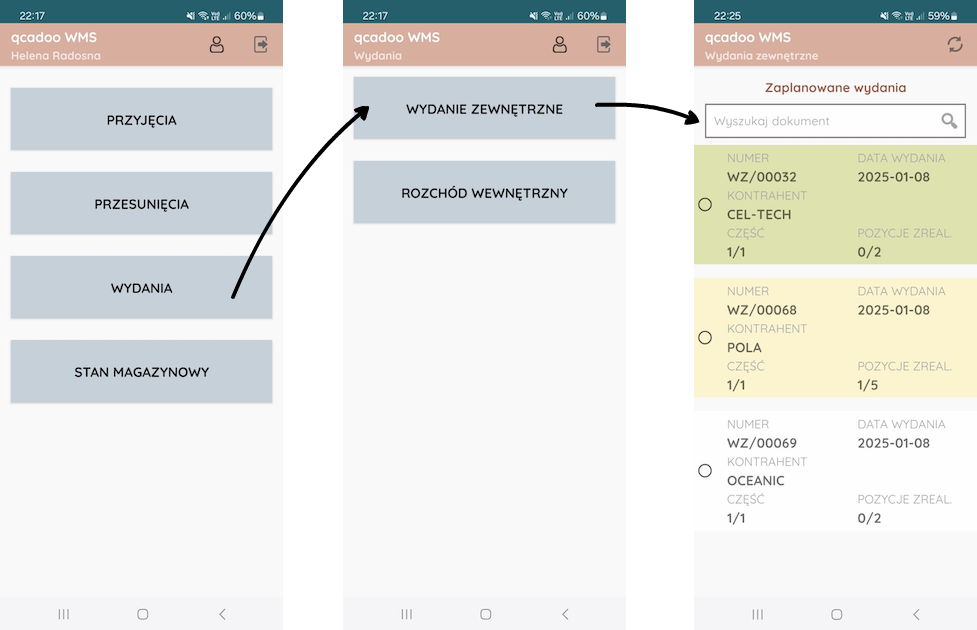 22:17 60%
qcadoo WMS
Helena Radosna
PRZYJĘCIA
PRZESUNIĘCIA
WYDANIA
STAN MAGAZYNOWY
22:17 60%
qcadoo WMS
Wydania
WYDANIE ZEWNĘTRZNE
ROZCHÓD WEWNĘTRZNY
22:25 59%
qcadoo WMS
Wydania zewnętrzne
Zaplanowane wydania
Wyszukaj dokument
NUMER DATA WYDANIA
WZ/00032 2025-01-08
KONTRAHENT
CEL-TECH
CZĘŚĆ POZYCJE ZREAL.
1/1 0/2
NUMER DATA WYDANIA
WZ/00068 2025-01-08
KONTRAHENT
POLA
CZĘŚĆ POZYCJE ZREAL.
1/1 1/5
NUMER DATA WYDANIA
WZ/00069 2025-01-08
KONTRAHENT
OCEANIC
CZĘŚĆ POZYCJE ZREAL.
1/1 0/2